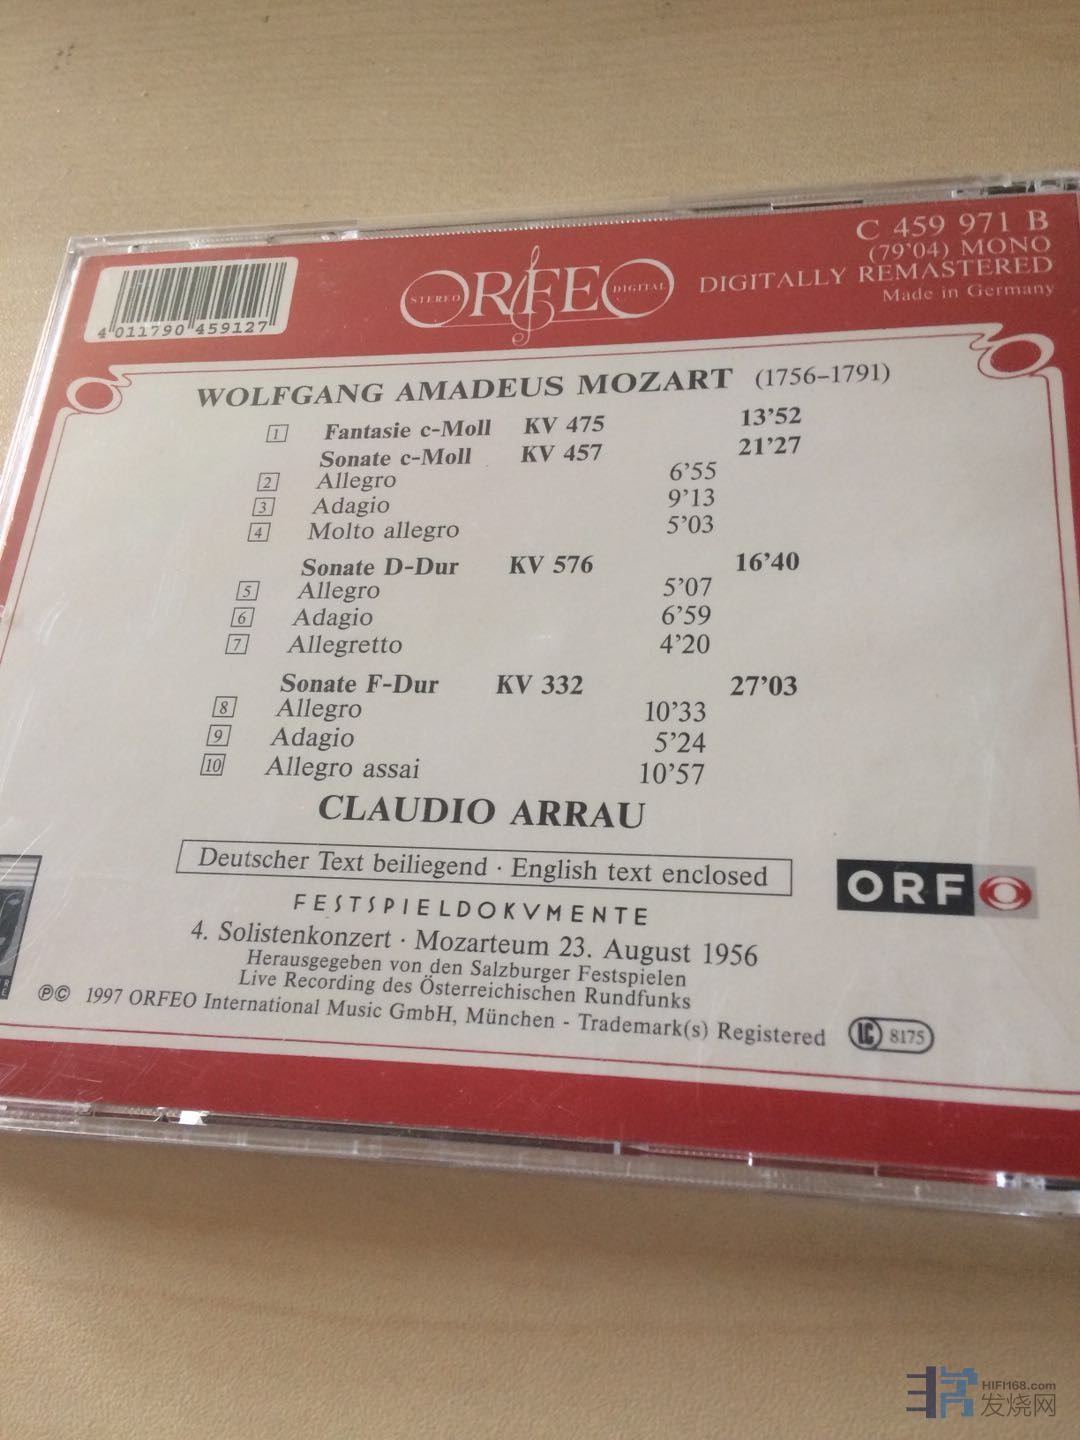 C 459 971 B
(79'04) MONO
DIGITALLY REMASTERED
Made in Germany
STEREO ORFEO DIGITAL
4 011790 459127
WOLFGANG AMADEUS MOZART (1756–1791)
1 Fantasie c-Moll KV 475 13'52
Sonate c-Moll KV 457 21'27
2 Allegro 6'55
3 Adagio 9'13
4 Molto allegro 5'03
Sonate D-Dur KV 576 16'40
5 Allegro 5'07
6 Adagio 6'59
7 Allegretto 4'20
Sonate F-Dur KV 332 27'03
8 Allegro 10'33
9 Adagio 5'24
10 Allegro assai 10'57
CLAUDIO ARRAU
Deutscher Text beiliegend · English text enclosed
ORF
FESTSPIELDOKUMENTE
4. Solistenkonzert · Mozarteum 23. August 1956
Herausgegeben von den Salzburger Festspielen
Live Recording des Österreichischen Rundfunks
℗© 1997 ORFEO International Music GmbH, München - Trademark(s) Registered LC 8175
HIFI168.com
发烧网